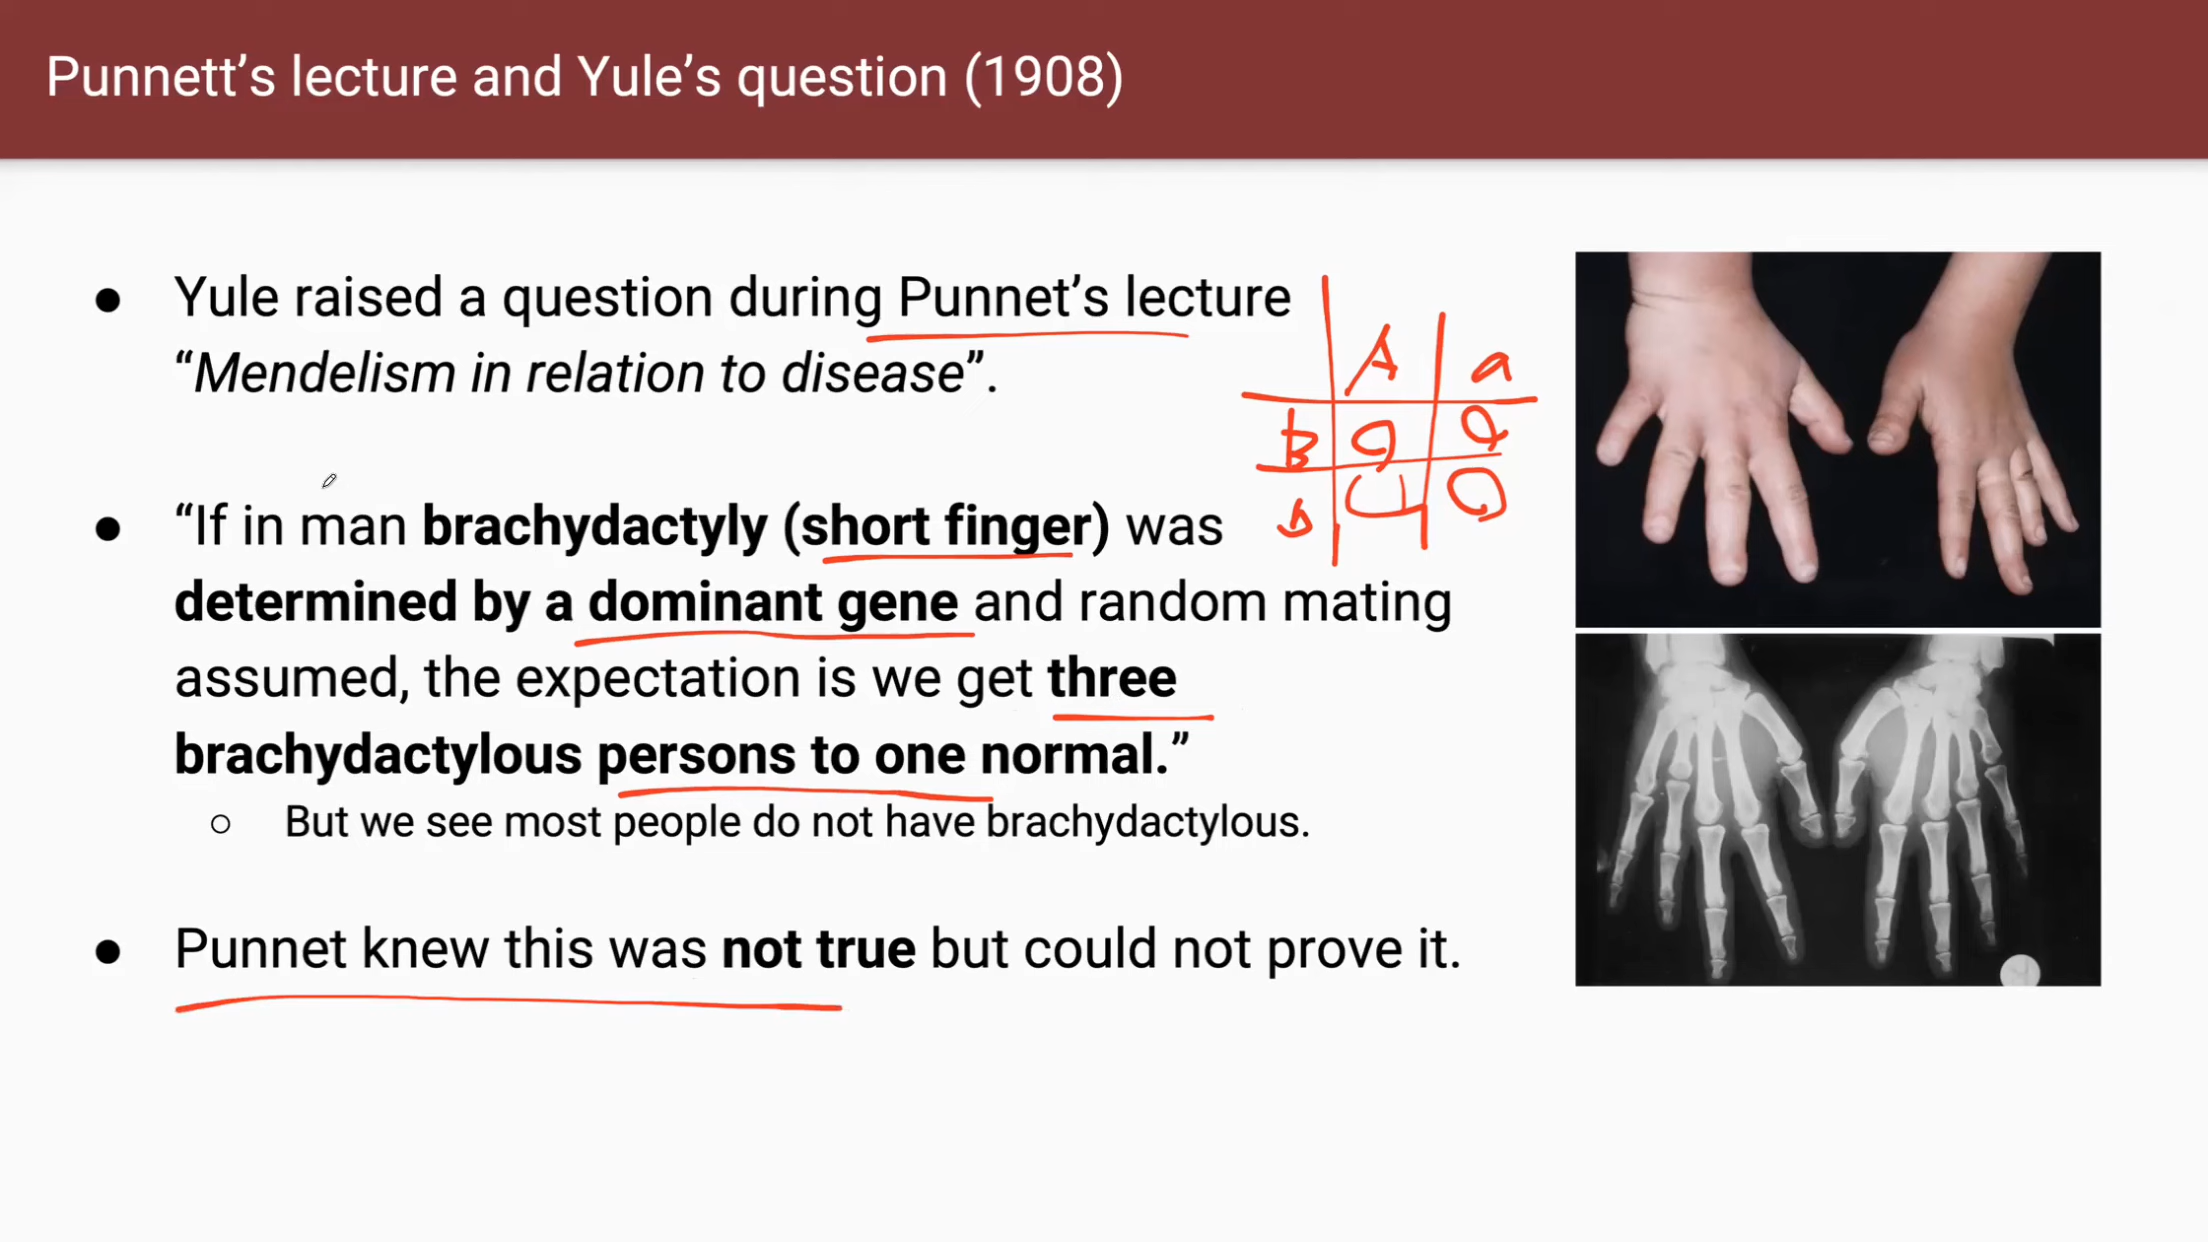 Punnett’s lecture and Yule’s question (1908)
● Yule raised a question during Punnet’s lecture
“Mendelism in relation to disease”.
A a
B
● “If in man brachydactyly (short finger) was
determined by a dominant gene and random mating
assumed, the expectation is we get three
brachydactylous persons to one normal.”
○ But we see most people do not have brachydactylous.
● Punnet knew this was not true but could not prove it.